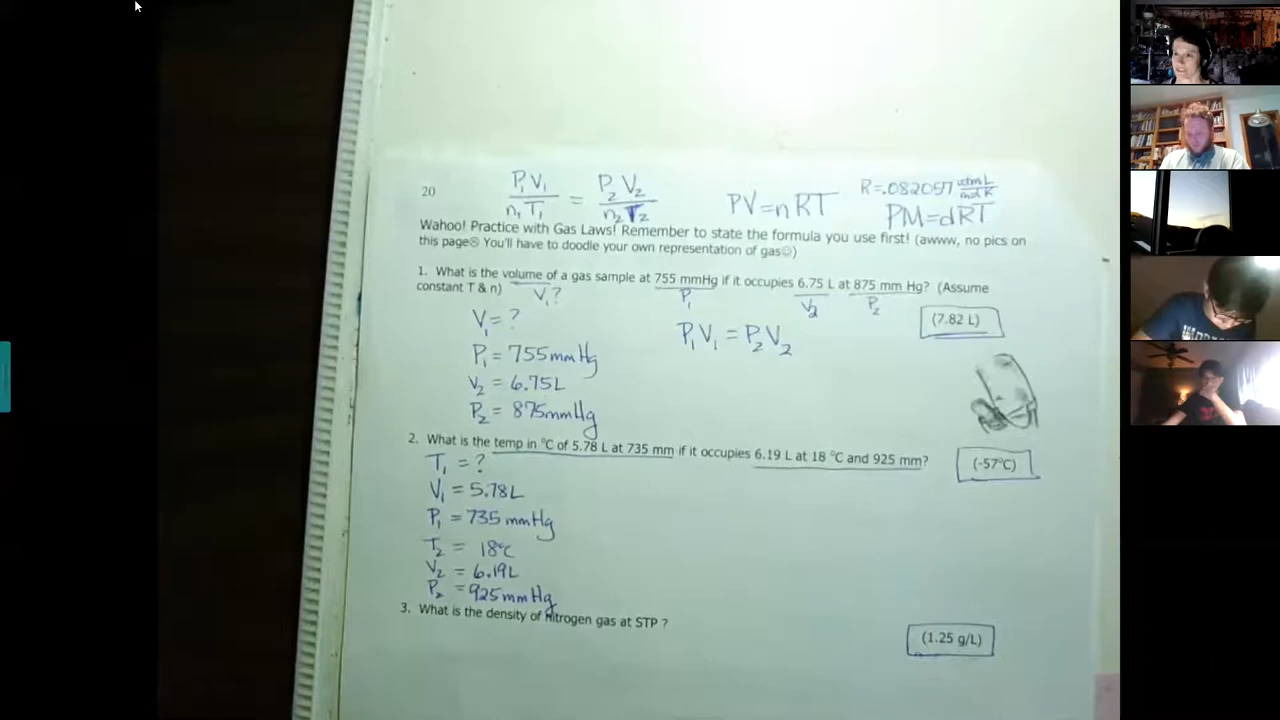 20
P₁V₁ / n₁T₁ = P₂V₂ / n₂T₂
PV=nRT
R=.082057 atm L / mol K
PM=dRT
Wahoo! Practice with Gas Laws! Remember to state the formula you use first! (awww, no pics on
this page☹ You'll have to doodle your own representation of gas☺)
1. What is the volume of a gas sample at 755 mmHg if it occupies 6.75 L at 875 mm Hg? (Assume
constant T & n)
V₁? P₁ V₂ P₂
(7.82 L)
V₁ = ?
P₁V₁ = P₂V₂
P₁ = 755mmHg
V₂ = 6.75L
P₂ = 875mmHg
2. What is the temp in °C of 5.78 L at 735 mm if it occupies 6.19 L at 18 °C and 925 mm?
(-57°C)
T₁ = ?
V₁ = 5.78L
P₁ = 735 mmHg
T₂ = 18°C
V₂ = 6.19L
P₂ = 925mmHg
3. What is the density of nitrogen gas at STP ?
(1.25 g/L)